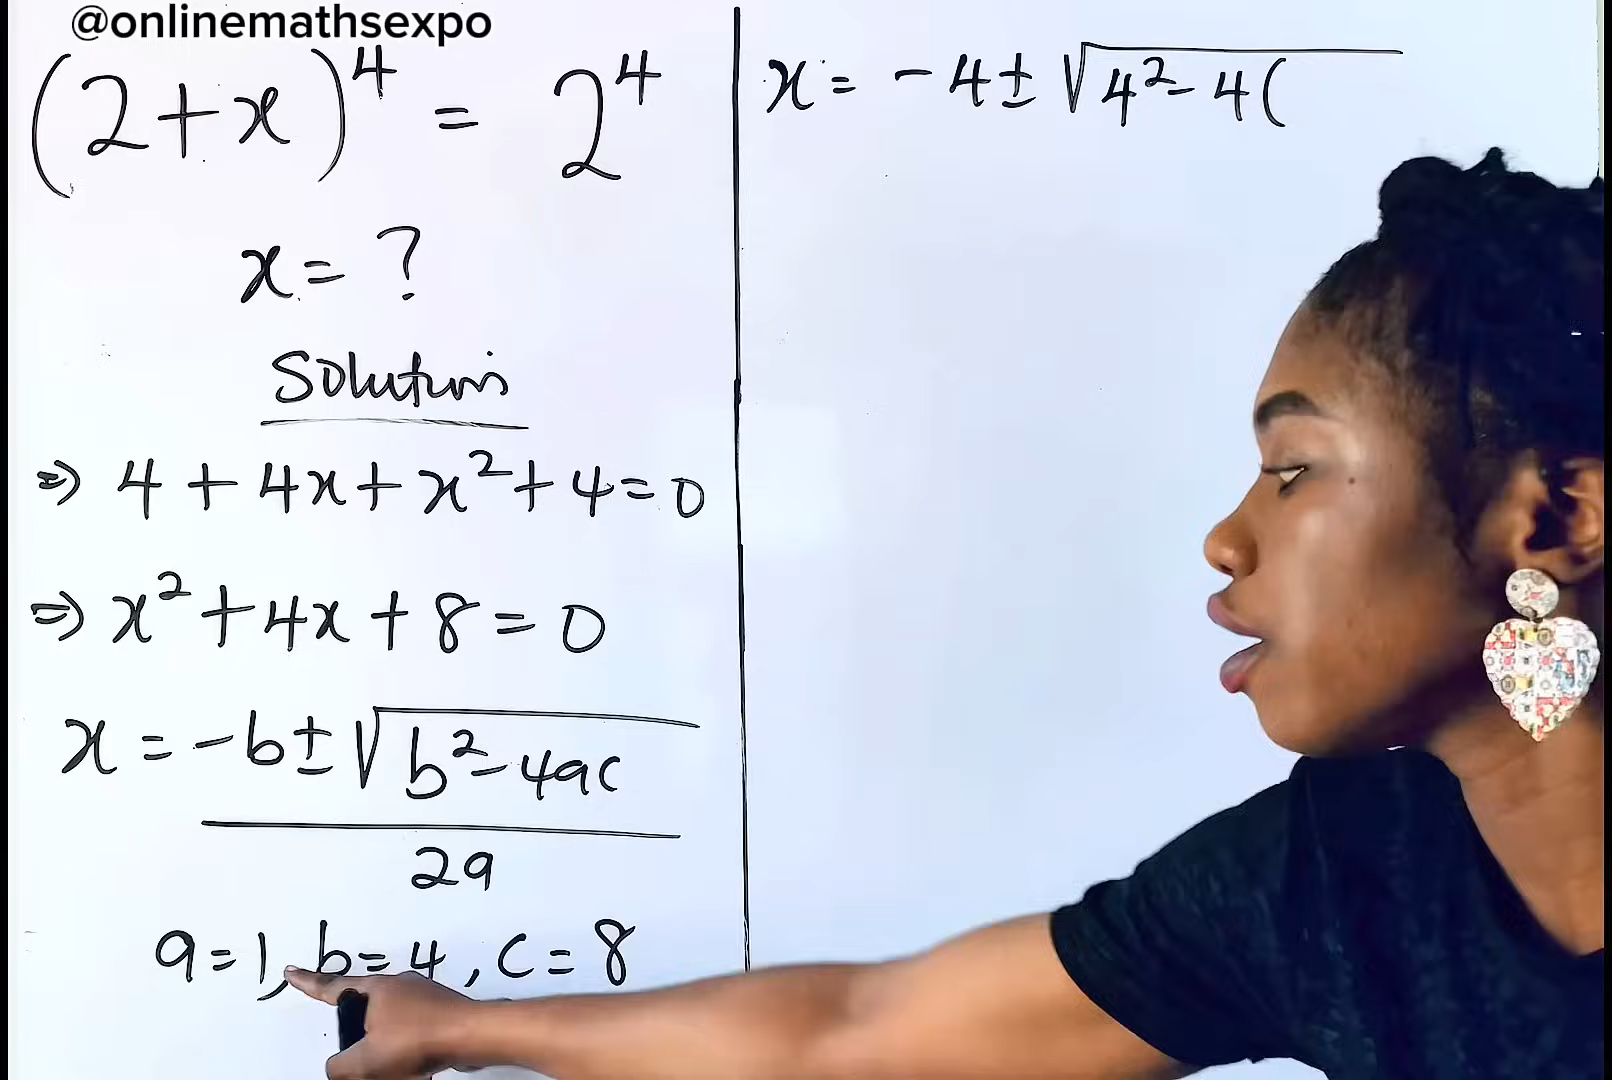 @onlinemathsexpo
(2+x)⁴ = 2⁴
x = ?
Solution
⇒ 4 + 4x + x² + 4 = 0
⇒ x² + 4x + 8 = 0
x = -b ± √(b² - 4ac)
2a
a = 1, b = 4, c = 8
x = -4 ± √4² - 4(